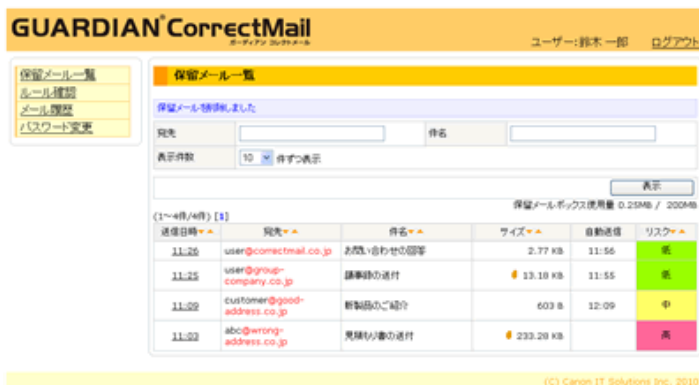 GUARDIAN CorrectMail
ガーディアン コレクトメール
ユーザー:鈴木 一郎 ログアウト
保留メール一覧
ルール確認
メール履歴
パスワード変更
保留メール一覧
保留メールを削除しました
宛先 件名
表示件数 10 件ずつ表示
表示
保留メールボックス使用量 0.25MB / 200MB
(1～4件/4件) [1]
送信日時▼▲ 宛先▼▲ 件名▼▲ サイズ▼▲ 自動送信 リスク▼▲
11:26 user@correctmail.co.jp お問い合わせの回答 2.77 KB 11:56 低
11:25 user@group-company.co.jp 議事録の送付 13.18 KB 11:55 低
11:09 customer@good-address.co.jp 新製品のご紹介 603 B 12:09 中
11:03 abc@wrong-address.co.jp 見積もり書の送付 233.28 KB 高
(C) Canon IT Solutions Inc. 2010